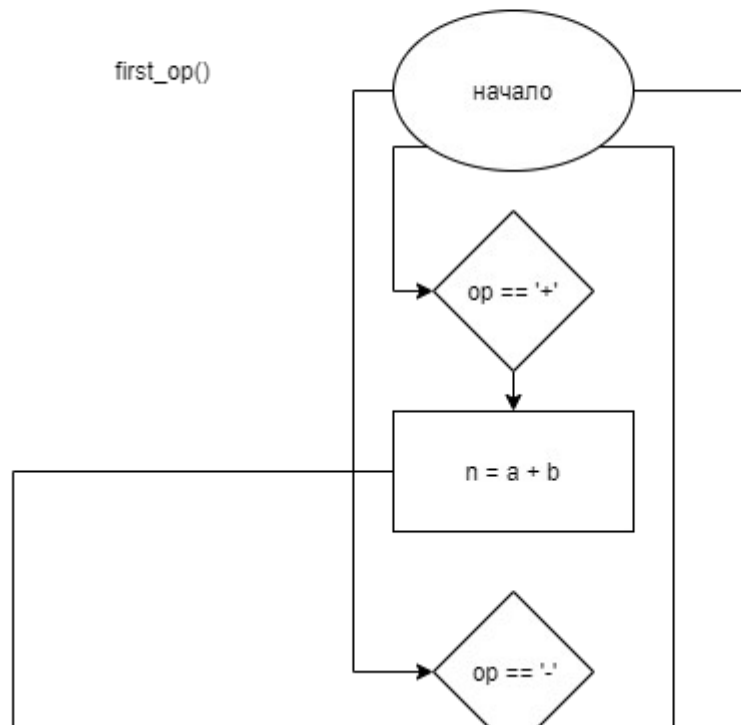 first_op()
начало
op == '+'
n = a + b
op == '-'